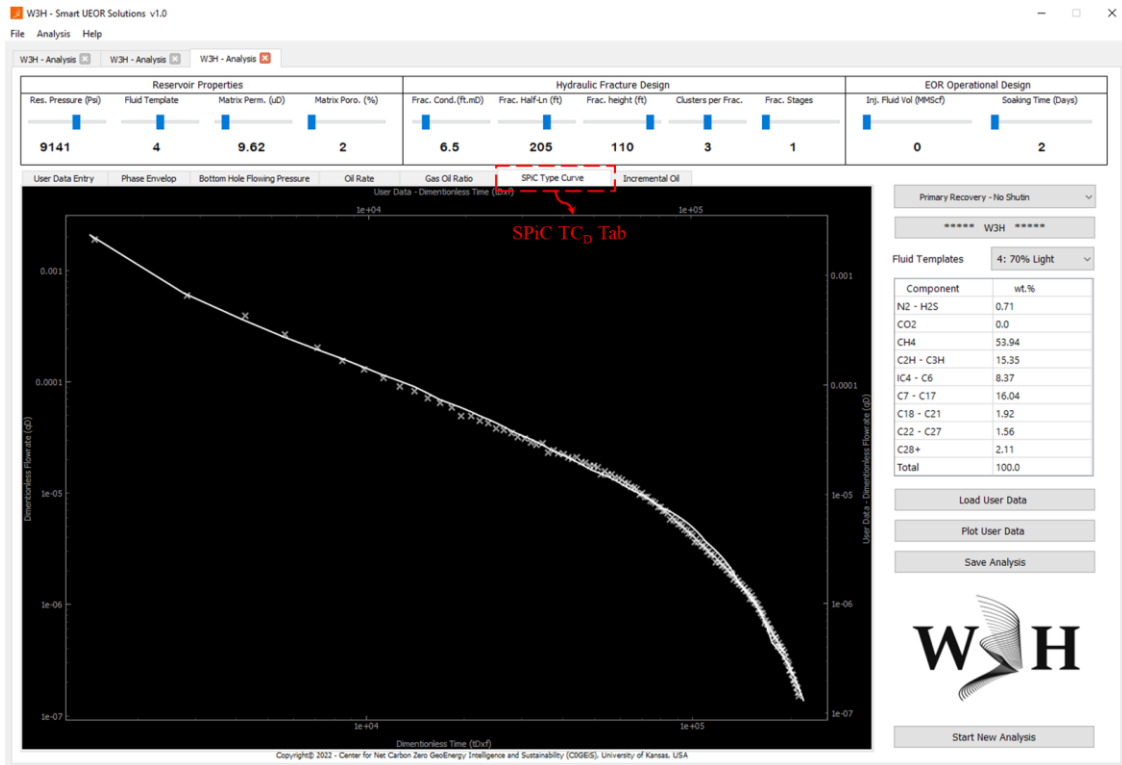 W3H - Smart UEOR Solutions v1.0
File Analysis Help
W3H - Analysis W3H - Analysis W3H - Analysis
Reservoir Properties Hydraulic Fracture Design EOR Operational Design
Res. Pressure (Psi) Fluid Template Matrix Perm. (uD) Matrix Poro. (%) Frac. Cond.(ft.mD) Frac. Half-Ln (ft) Frac. height (ft) Clusters per Frac. Frac. Stages Inj. Fluid Vol (MMScf) Soaking Time (Days)
9141 4 9.62 2 6.5 205 110 3 1 0 2
User Data Entry Phase Envelop Bottom Hole Flowing Pressure Oil Rate Gas Oil Ratio SPiC Type Curve Incremental Oil
User Data - Dimentionless Time (tDxf)
1e+04 1e+05
SPiC TCD Tab
0.001 0.001
0.0001 0.0001
1e-05 1e-05
1e-06 1e-06
1e-07 1e-07
Dimentionless Flowrate (qD)
User Data - Dimentionless Flowrate (qD)
1e+04 1e+05
Dimentionless Time (tDxf)
Copyright© 2022 - Center for Net Carbon Zero GeoEnergy Intelligence and Sustainability (C0GEiS), University of Kansas, USA
Primary Recovery - No Shutin
***** W3H *****
Fluid Templates 4: 70% Light
Component wt.%
N2 - H2S 0.71
CO2 0.0
CH4 53.94
C2H - C3H 15.35
IC4 - C6 8.37
C7 - C17 16.04
C18 - C21 1.92
C22 - C27 1.56
C28+ 2.11
Total 100.0
Load User Data
Plot User Data
Save Analysis
W3H
Start New Analysis